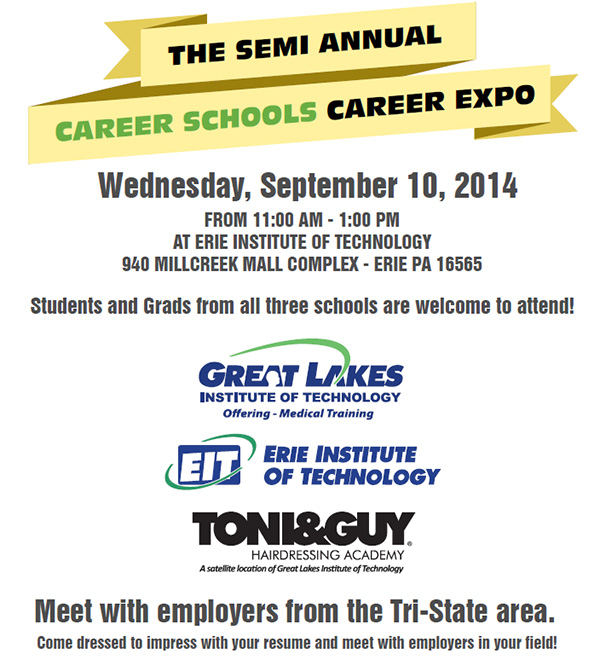 THE SEMI ANNUAL
CAREER SCHOOLS CAREER EXPO
Wednesday, September 10, 2014
FROM 11:00 AM - 1:00 PM
AT ERIE INSTITUTE OF TECHNOLOGY
940 MILLCREEK MALL COMPLEX - ERIE PA 16565
Students and Grads from all three schools are welcome to attend!
GREAT LAKES
INSTITUTE OF TECHNOLOGY
Offering - Medical Training
EIT
ERIE INSTITUTE
OF TECHNOLOGY
TONI&GUY®
HAIRDRESSING ACADEMY
A satellite location of Great Lakes Institute of Technology
Meet with employers from the Tri-State area.
Come dressed to impress with your resume and meet with employers in your field!